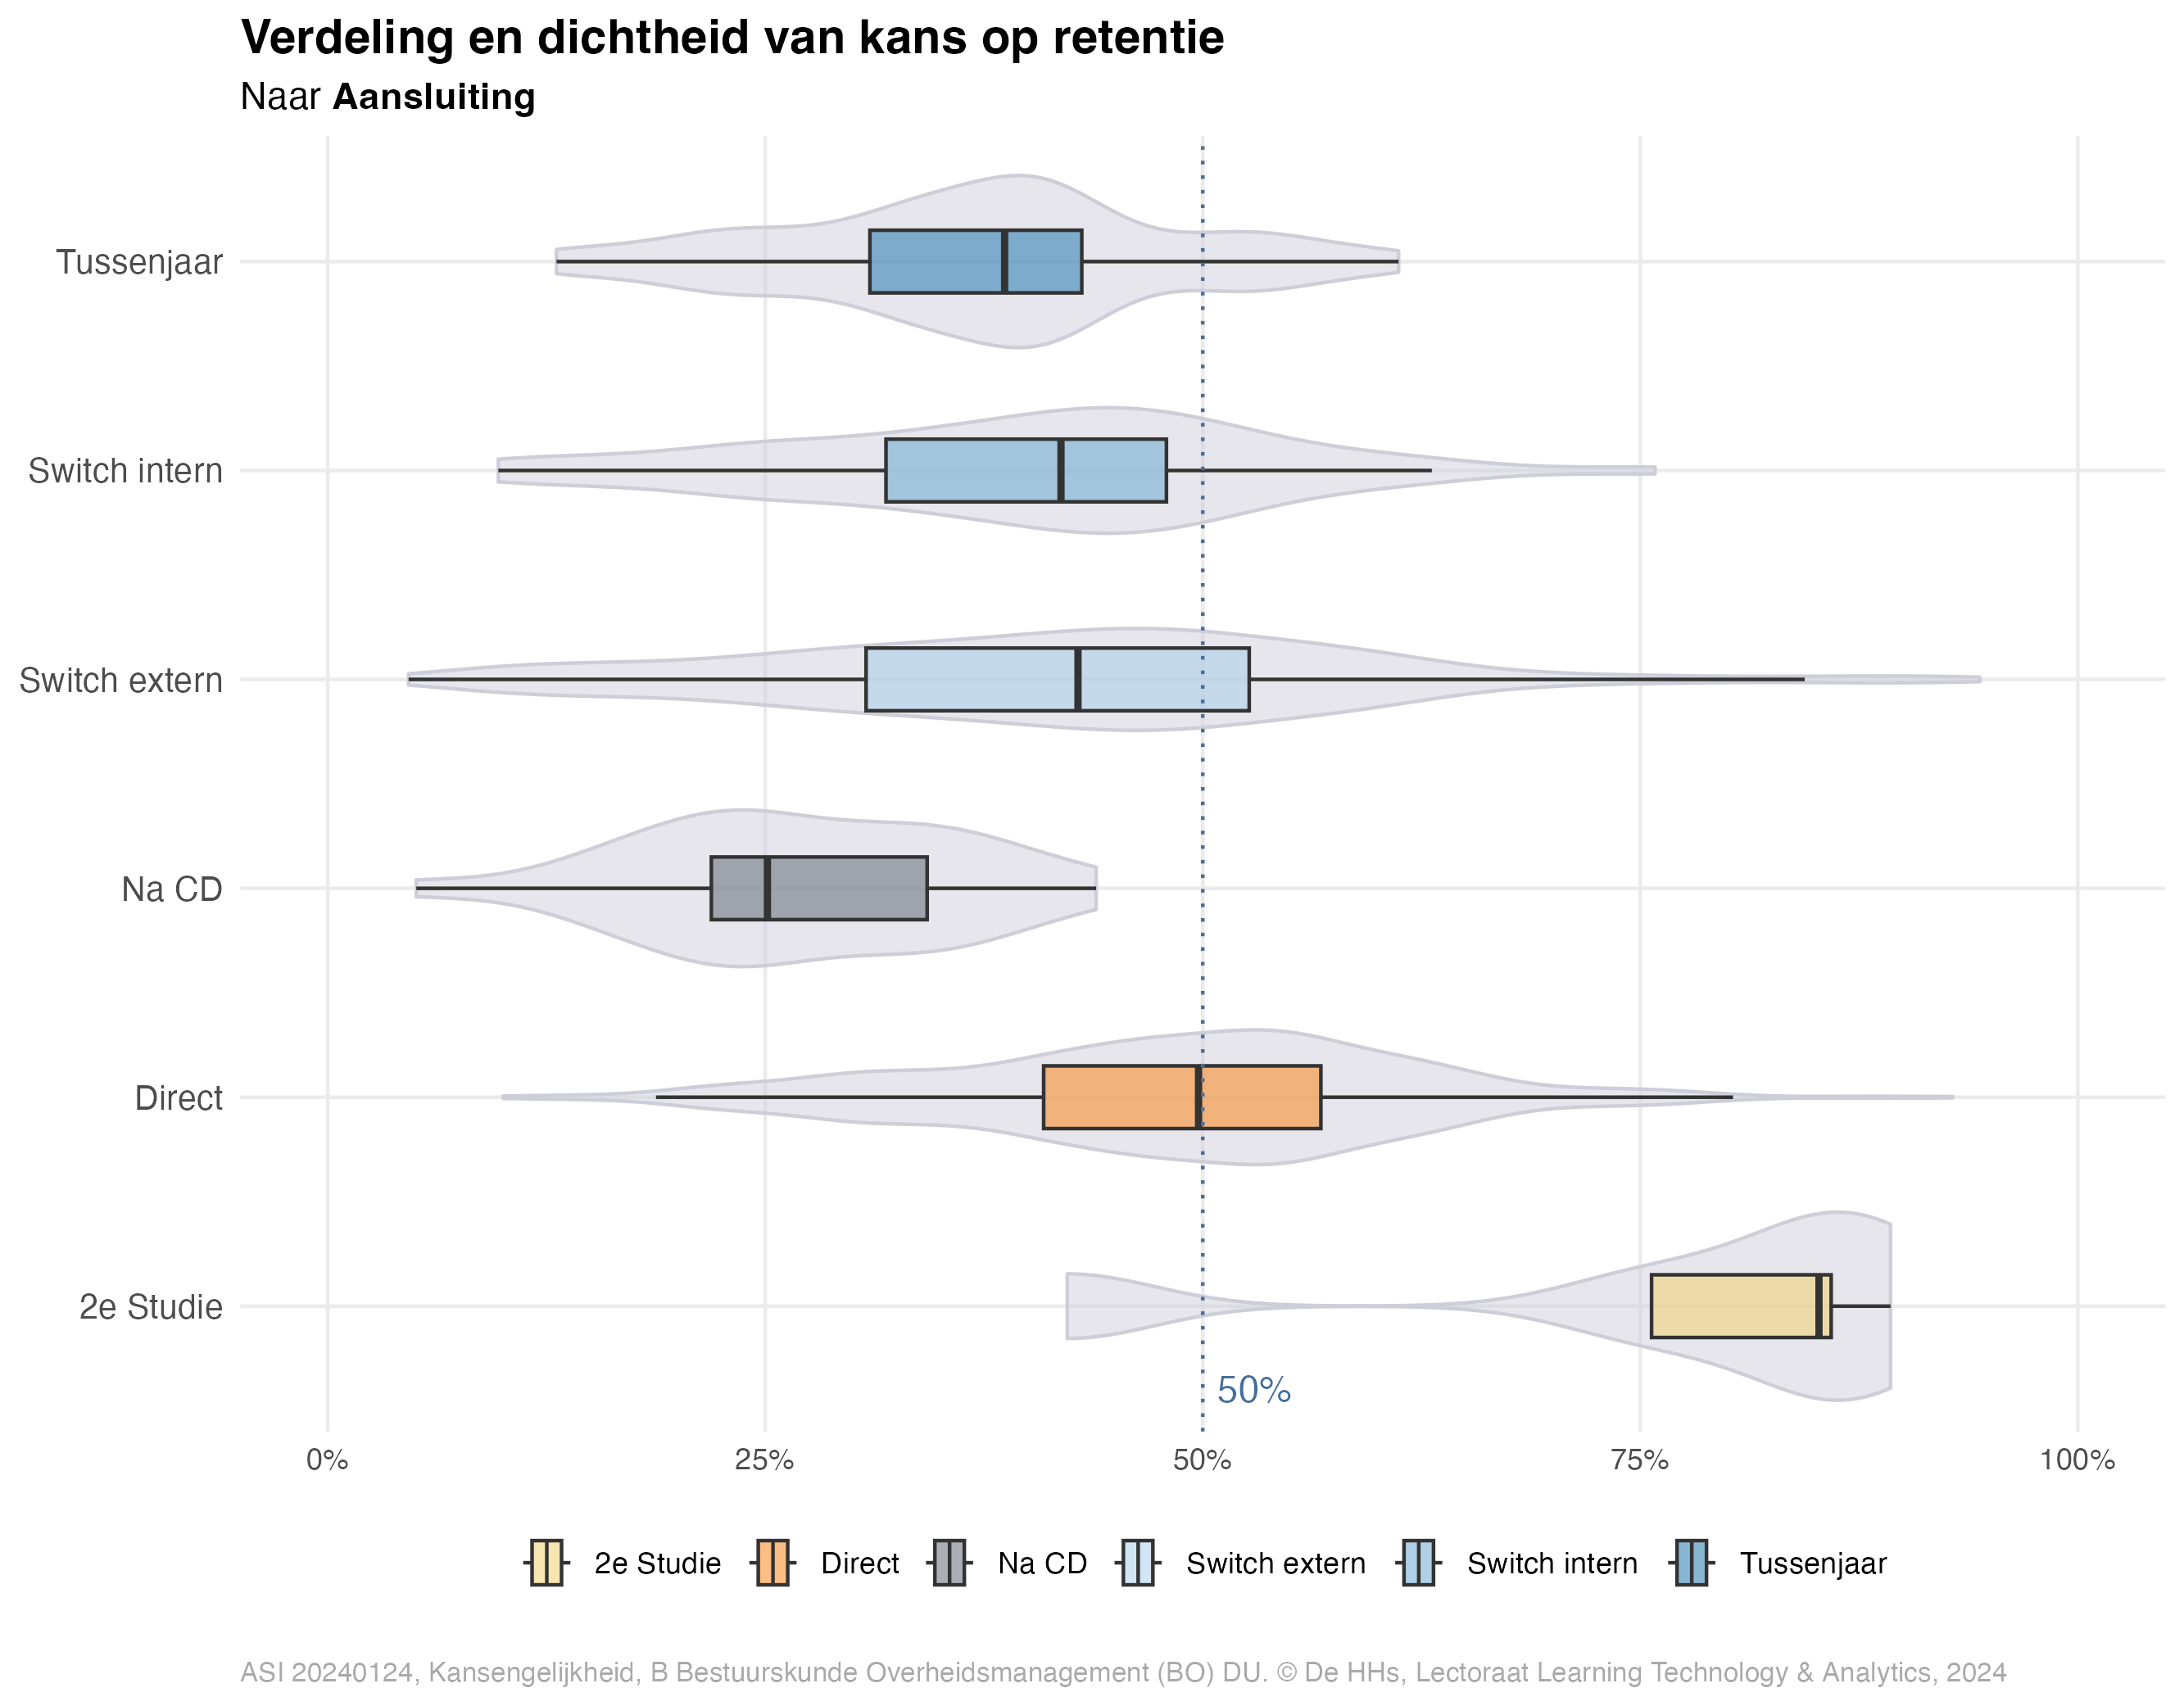 Verdeling en dichtheid van kans op retentie
Naar Aansluiting
Tussenjaar
Switch intern
Switch extern
Na CD
Direct
2e Studie
50%
0%
25%
50%
75%
100%
2e Studie
Direct
Na CD
Switch extern
Switch intern
Tussenjaar
ASI 20240124, Kansengelijkheid, B Bestuurskunde Overheidsmanagement (BO) DU. © De HHs, Lectoraat Learning Technology & Analytics, 2024